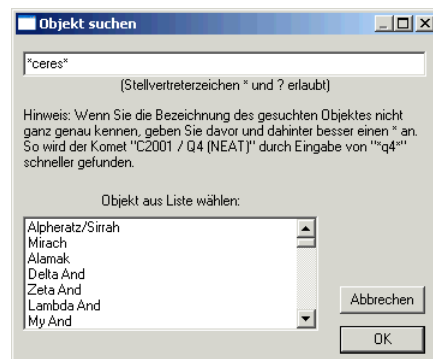 Objekt suchen
*ceres*
(Stellvertreterzeichen * und ? erlaubt)
Hinweis: Wenn Sie die Bezeichnung des gesuchten Objektes nicht
ganz genau kennen, geben Sie davor und dahinter besser einen * an.
So wird der Komet "C2001 / Q4 (NEAT)" durch Eingabe von "*q4*"
schneller gefunden.
Objekt aus Liste wählen:
Alpheratz/Sirrah
Mirach
Alamak
Delta And
Zeta And
Lambda And
My And
Abbrechen
OK